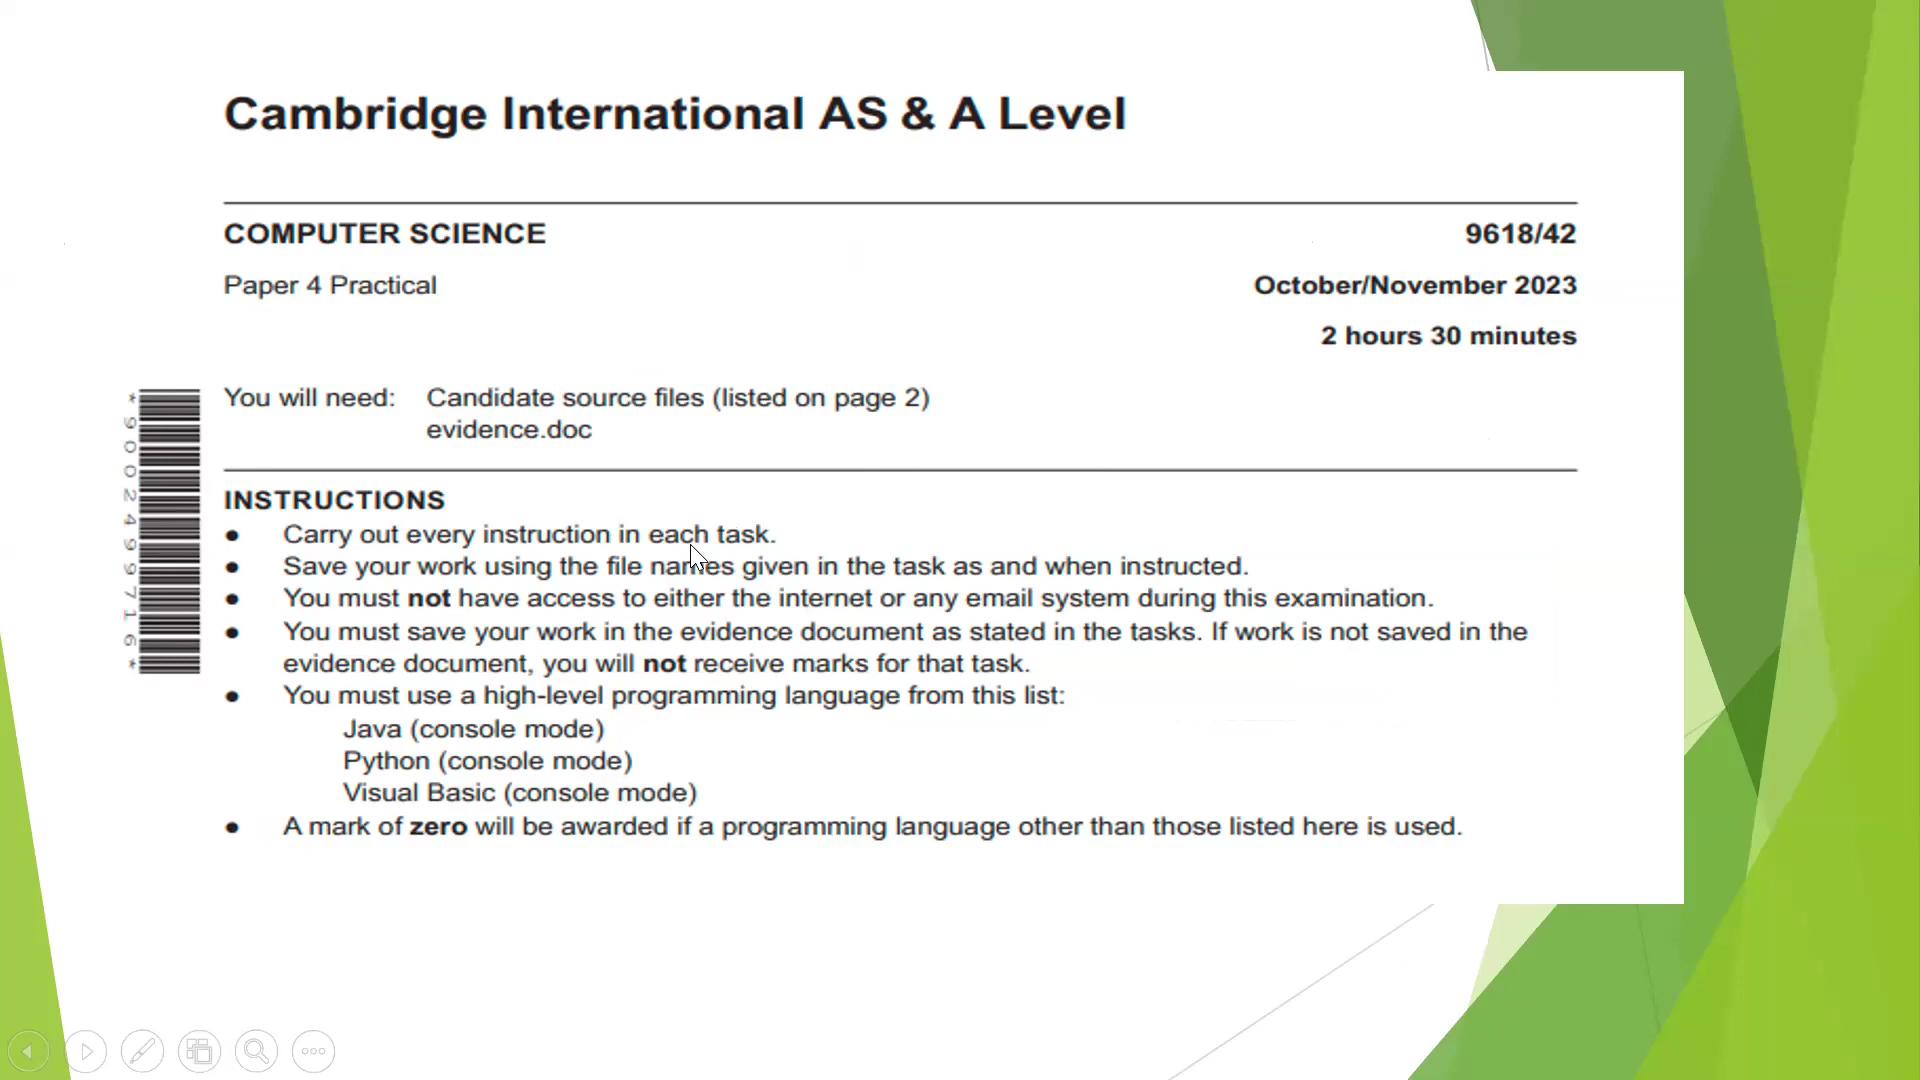 Cambridge International AS & A Level
COMPUTER SCIENCE 9618/42
Paper 4 Practical October/November 2023
2 hours 30 minutes
You will need: Candidate source files (listed on page 2)
evidence.doc
*9002499716*
INSTRUCTIONS
● Carry out every instruction in each task.
● Save your work using the file names given in the task as and when instructed.
● You must not have access to either the internet or any email system during this examination.
● You must save your work in the evidence document as stated in the tasks. If work is not saved in the
evidence document, you will not receive marks for that task.
● You must use a high-level programming language from this list:
Java (console mode)
Python (console mode)
Visual Basic (console mode)
● A mark of zero will be awarded if a programming language other than those listed here is used.